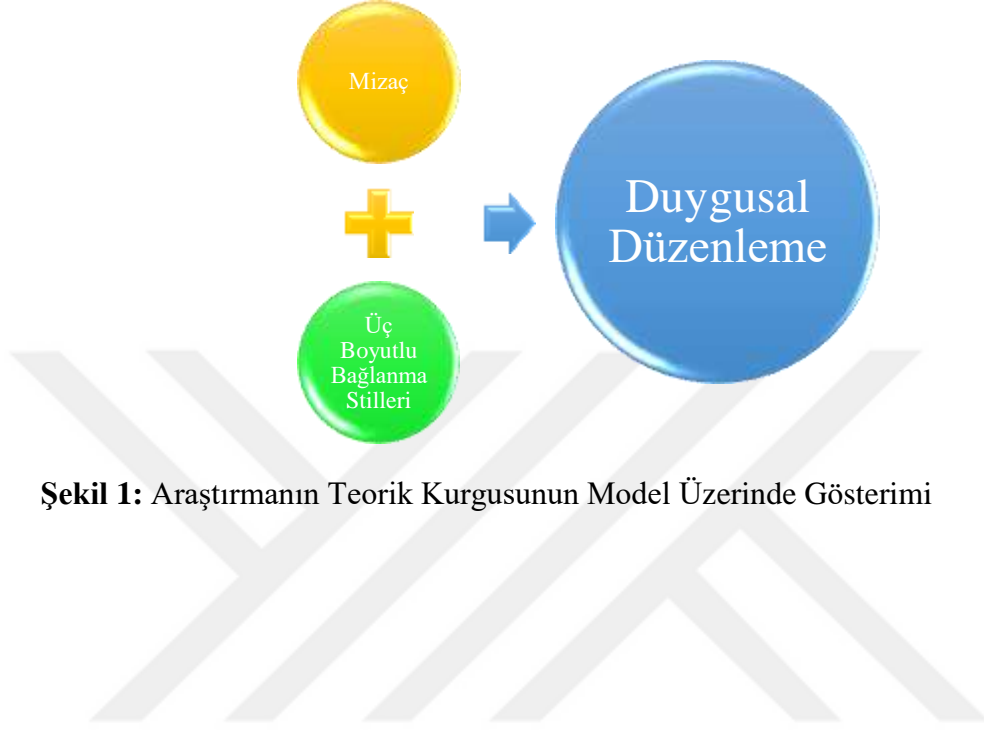 Mizaç
Üç
Boyutlu
Bağlanma
Stilleri
Duygusal
Düzenleme
Şekil 1: Araştırmanın Teorik Kurgusunun Model Üzerinde Gösterimi